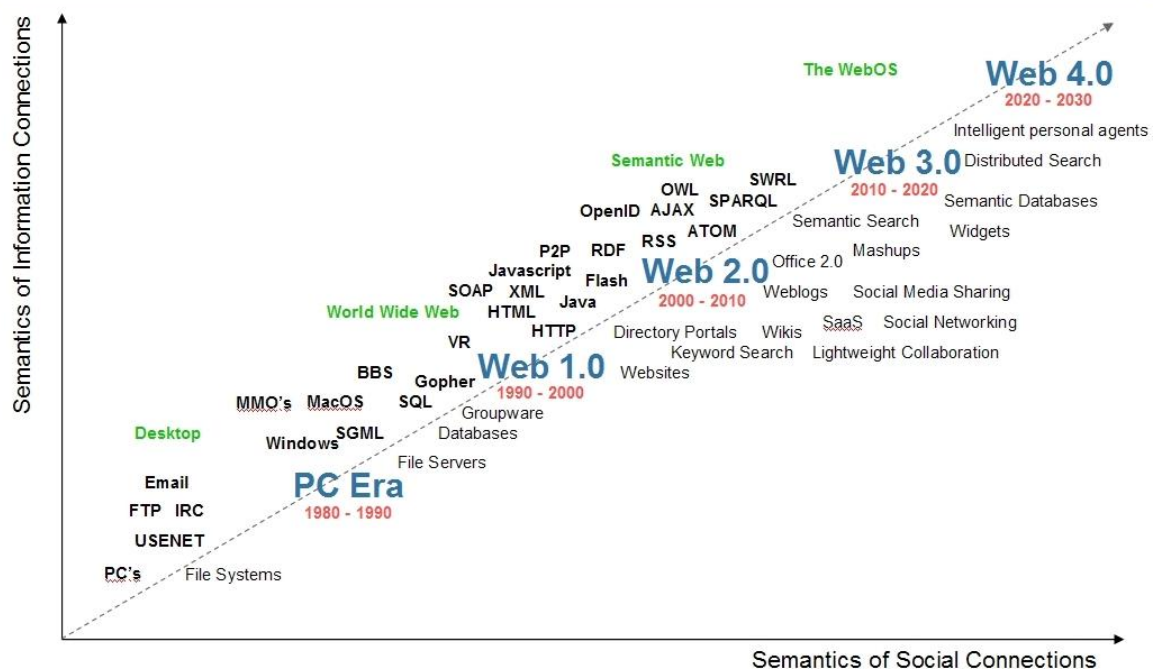 Semantics of Information Connections
The WebOS
Web 4.0
2020 - 2030
Intelligent personal agents
Semantic Web
Web 3.0
Distributed Search
2010 - 2020
SWRL
OWL
SPARQL
Semantic Databases
OpenID
AJAX
Semantic Search
Widgets
ATOM
RSS
P2P
RDF
Mashups
Office 2.0
Javascript
Web 2.0
Flash
2000 - 2010
SOAP
XML
Weblogs
Social Media Sharing
Java
World Wide Web
HTML
HTTP
Directory Portals
Wikis
SaaS
Social Networking
VR
Keyword Search
Lightweight Collaboration
Web 1.0
1990 - 2000
Websites
BBS
Gopher
MMO's
MacOS
SQL
Groupware
Desktop
Windows
SGML
Databases
File Servers
Email
PC Era
1980 - 1990
FTP
IRC
USENET
PC's
File Systems
Semantics of Social Connections